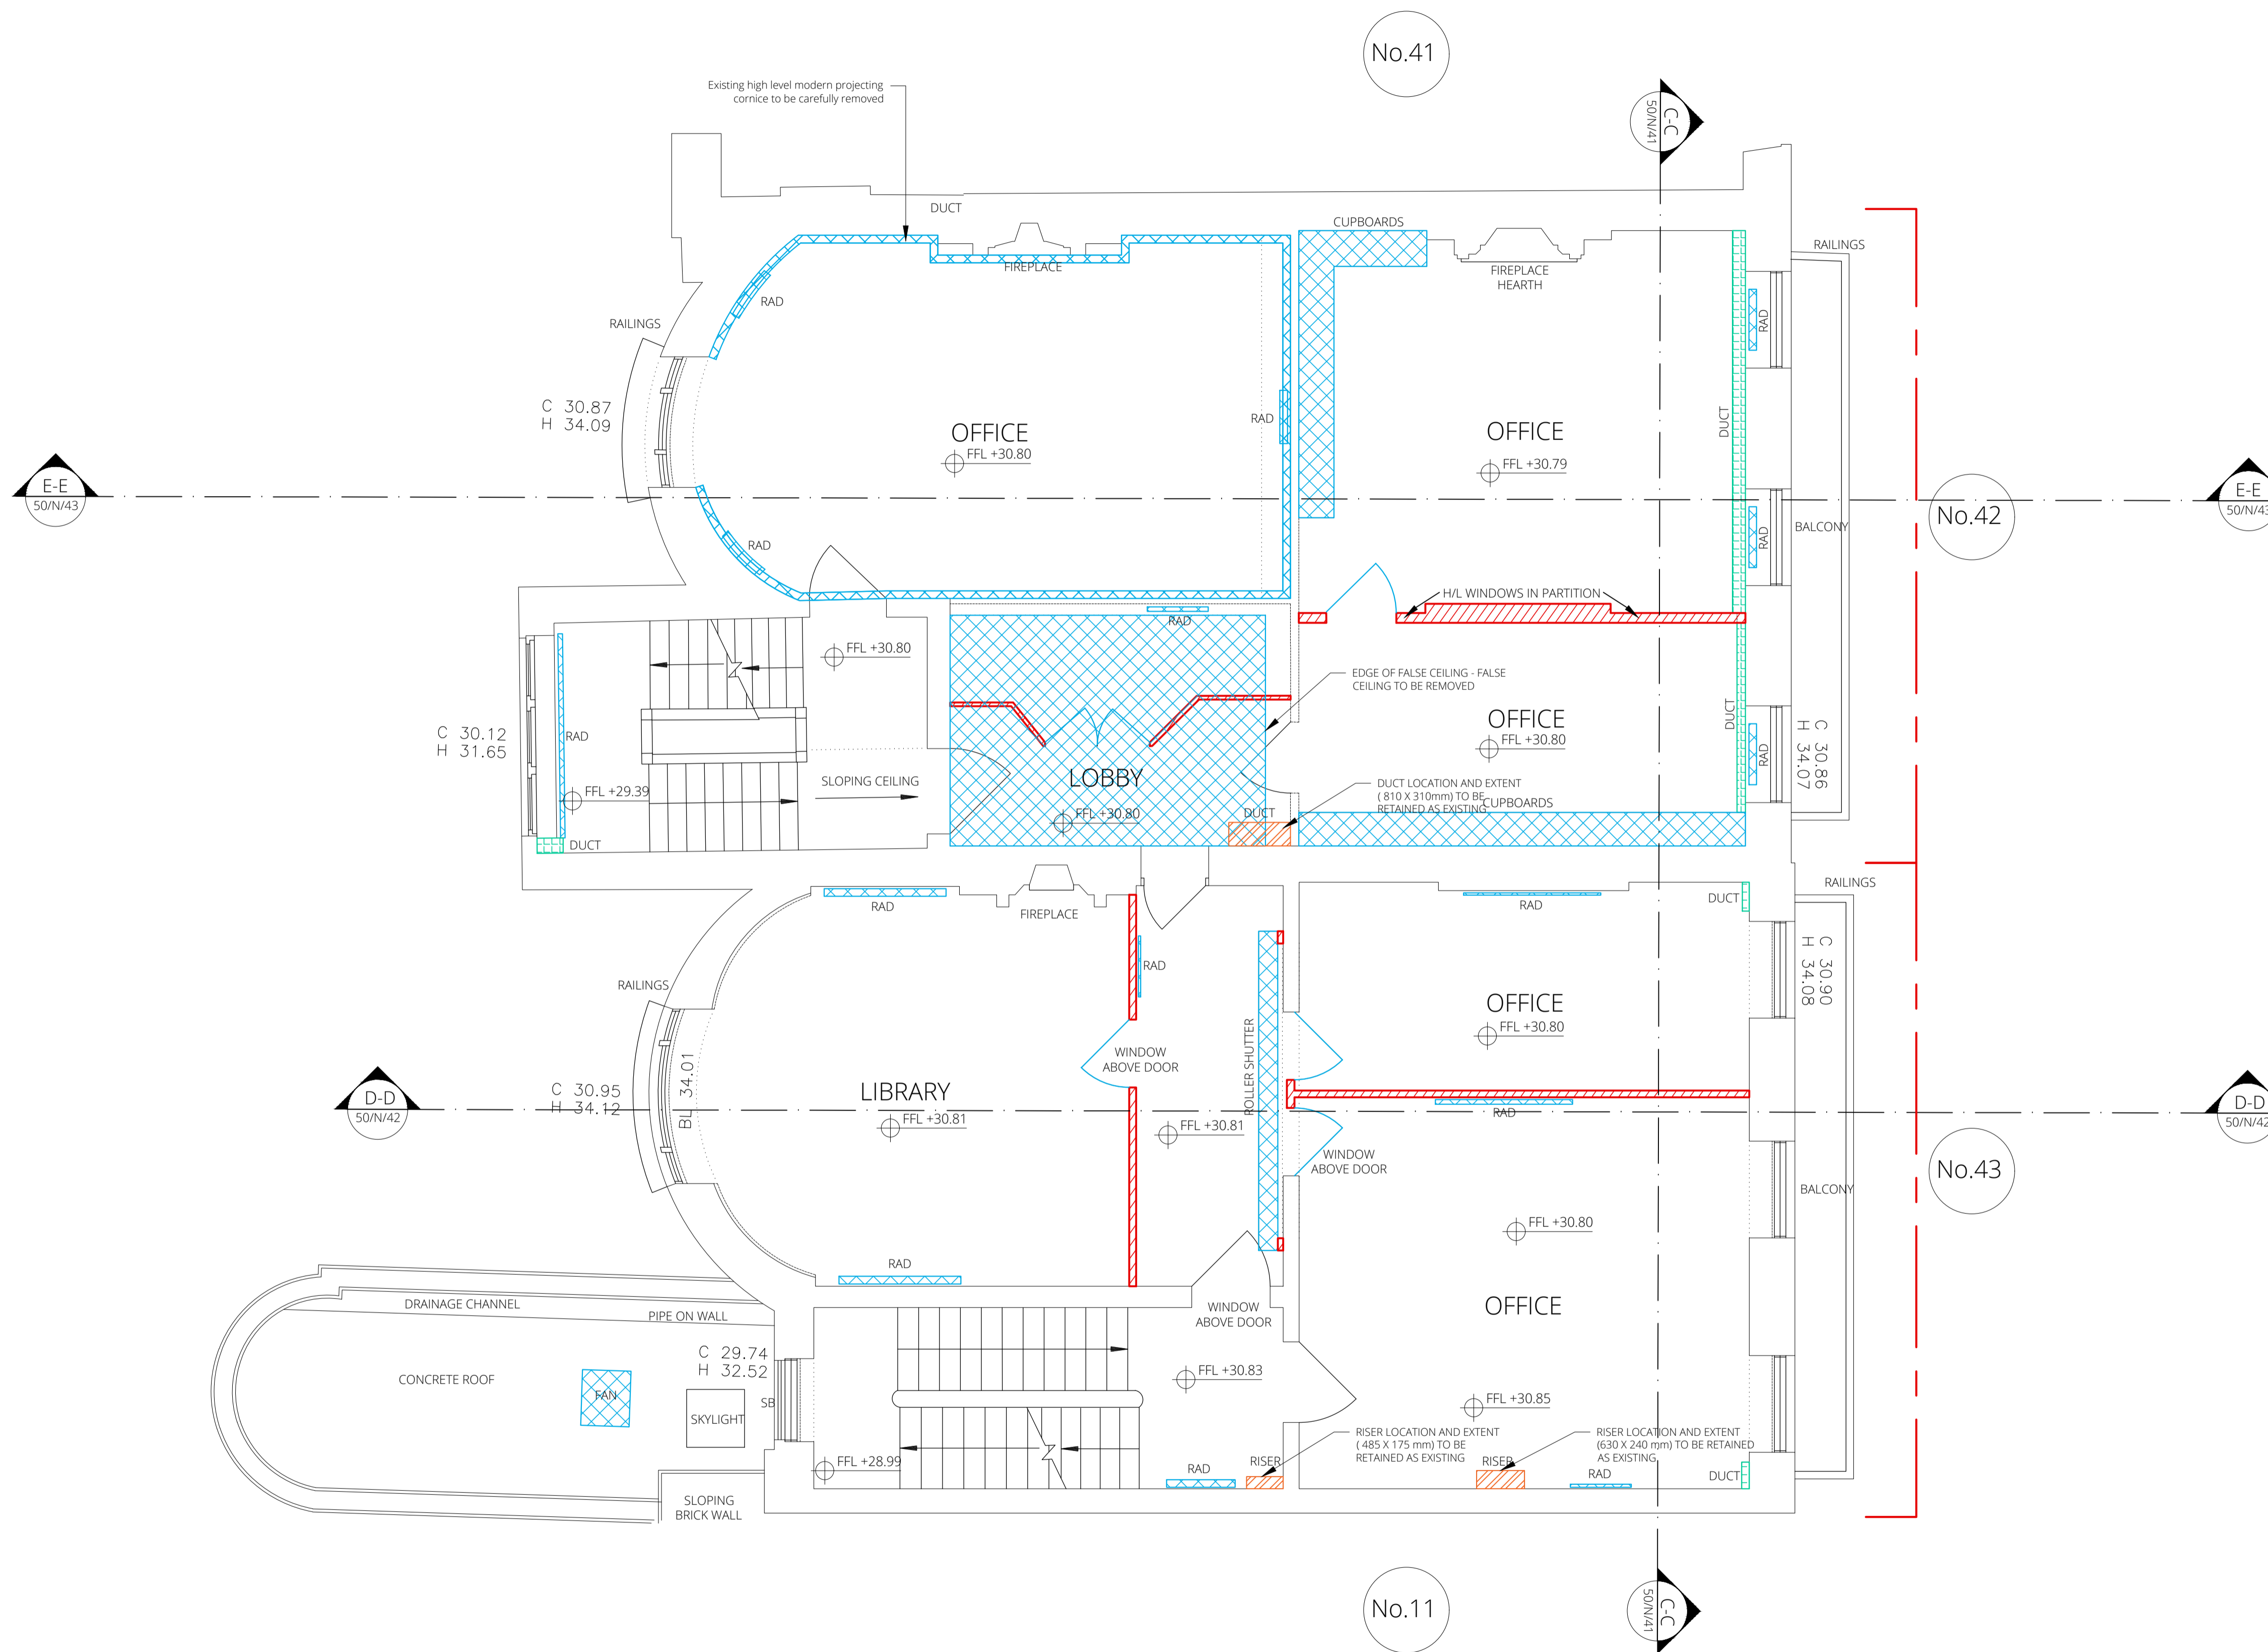 No.41
Existing high level modern projecting
cornice to be carefully removed
C-C
50/N/41
DUCT
CUPBOARDS
FIREPLACE
FIREPLACE
HEARTH
RAILINGS
RAD
RAD
RAILINGS
C 30.87
H 34.09
RAD
DUCT
OFFICE
FFL +30.80
OFFICE
FFL +30.79
E-E
50/N/43
E-E
50/N/43
No.42
BALCONY
RAD
RAD
H/L WINDOWS IN PARTITION
RAD
FFL +30.80
EDGE OF FALSE CEILING - FALSE
CEILING TO BE REMOVED
DUCT
OFFICE
FFL +30.80
C 30.12
H 31.65
RAD
RAD
C 30.86
H 34.07
SLOPING CEILING
LOBBY
FFL +29.39
FFL +30.80
DUCT LOCATION AND EXTENT
( 810 X 310mm) TO BE
RETAINED AS EXISTING
CUPBOARDS
DUCT
DUCT
RAILINGS
RAD
FIREPLACE
RAD
DUCT
RAD
C 30.90
H 34.08
RAILINGS
OFFICE
FFL +30.80
ROLLER SHUTTER
WINDOW
ABOVE DOOR
BL 34.01
C 30.95
H 34.12
LIBRARY
FFL +30.81
D-D
50/N/42
RAD
D-D
50/N/42
FFL +30.81
WINDOW
ABOVE DOOR
No.43
BALCONY
FFL +30.80
RAD
OFFICE
DRAINAGE CHANNEL
PIPE ON WALL
WINDOW
ABOVE DOOR
C 29.74
H 32.52
CONCRETE ROOF
FAN
SKYLIGHT
SB
FFL +30.83
FFL +30.85
RISER LOCATION AND EXTENT
( 485 X 175 mm) TO BE
RETAINED AS EXISTING
RISER LOCATION AND EXTENT
(630 X 240 mm) TO BE RETAINED
AS EXISTING
FFL +28.99
RAD
RISER
RISER
RAD
DUCT
SLOPING
BRICK WALL
No.11
C-C
50/N/41